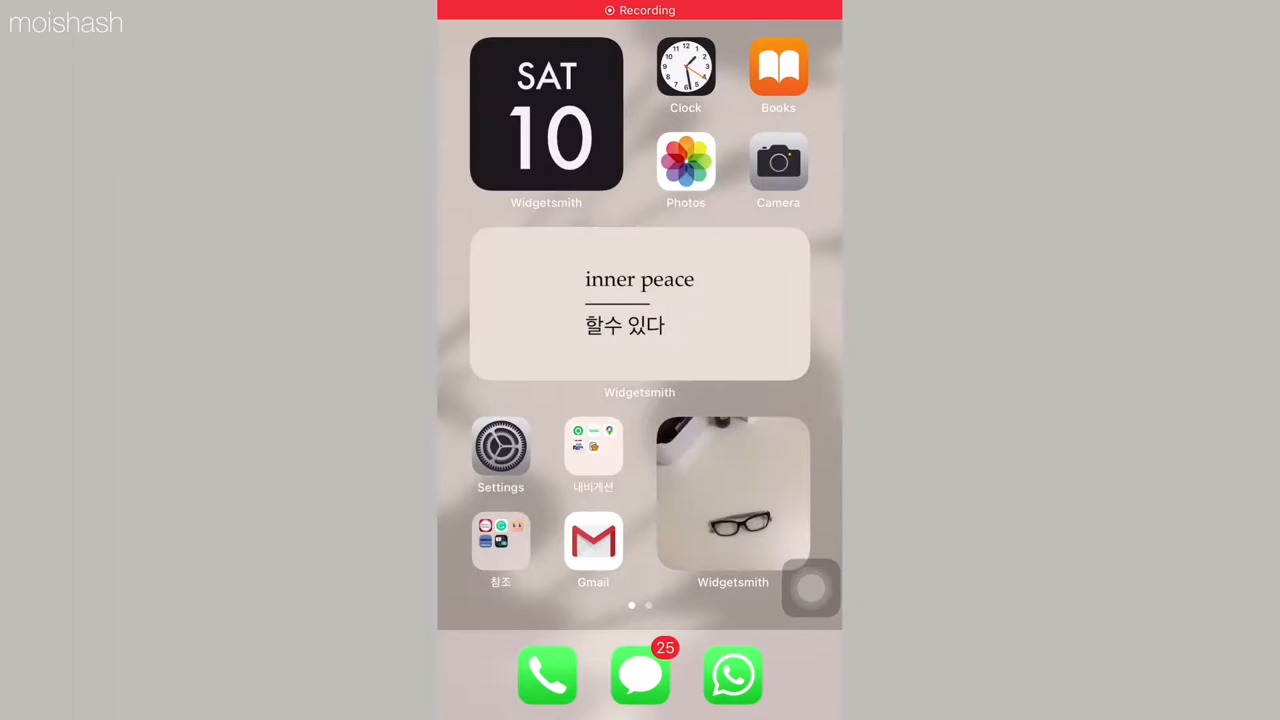 moishash
Recording
SAT
10
Widgetsmith
Clock
Books
Photos
Camera
inner peace
할수 있다
Widgetsmith
Settings
내비게션
참조
Gmail
Widgetsmith
25